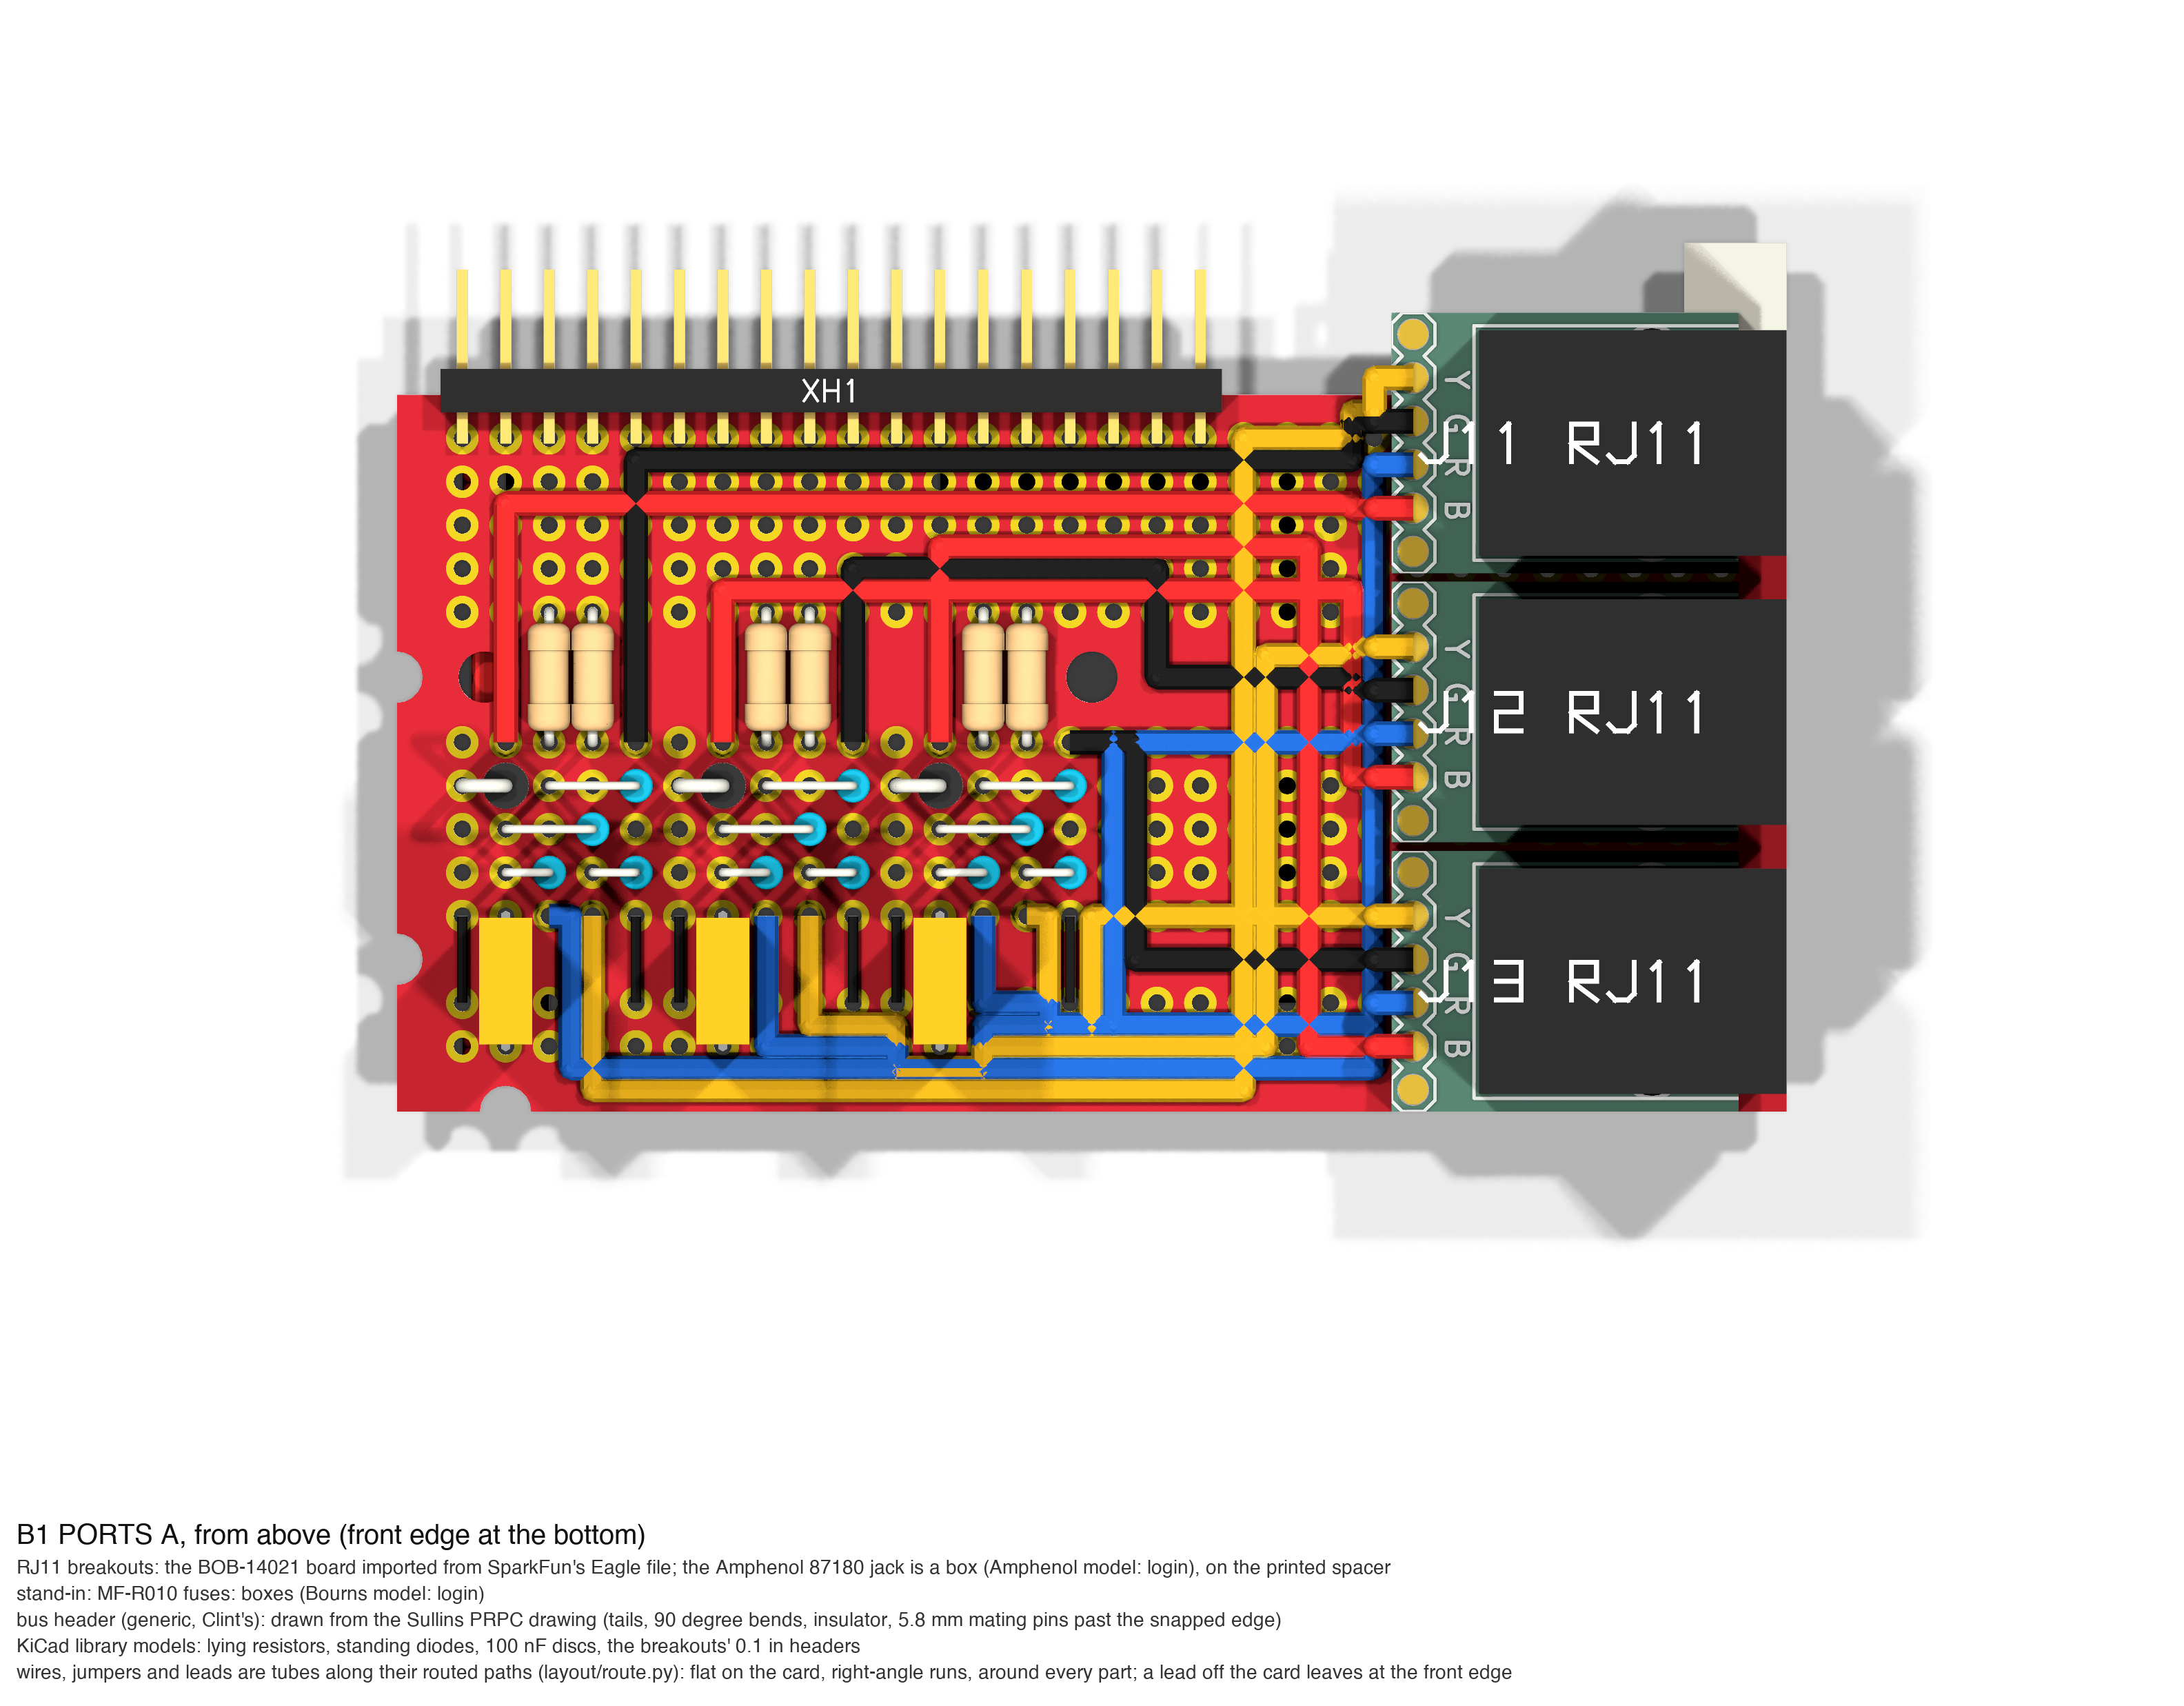 XH1
Y
G
R
B
J11 RJ11
Y
G
R
B
J12 RJ11
Y
G
R
B
J13 RJ11
B1 PORTS A, from above (front edge at the bottom)
RJ11 breakouts: the BOB-14021 board imported from SparkFun's Eagle file; the Amphenol 87180 jack is a box (Amphenol model: login), on the printed spacer
stand-in: MF-R010 fuses: boxes (Bourns model: login)
bus header (generic, Clint's): drawn from the Sullins PRPC drawing (tails, 90 degree bends, insulator, 5.8 mm mating pins past the snapped edge)
KiCad library models: lying resistors, standing diodes, 100 nF discs, the breakouts' 0.1 in headers
wires, jumpers and leads are tubes along their routed paths (layout/route.py): flat on the card, right-angle runs, around every part; a lead off the card leaves at the front edge